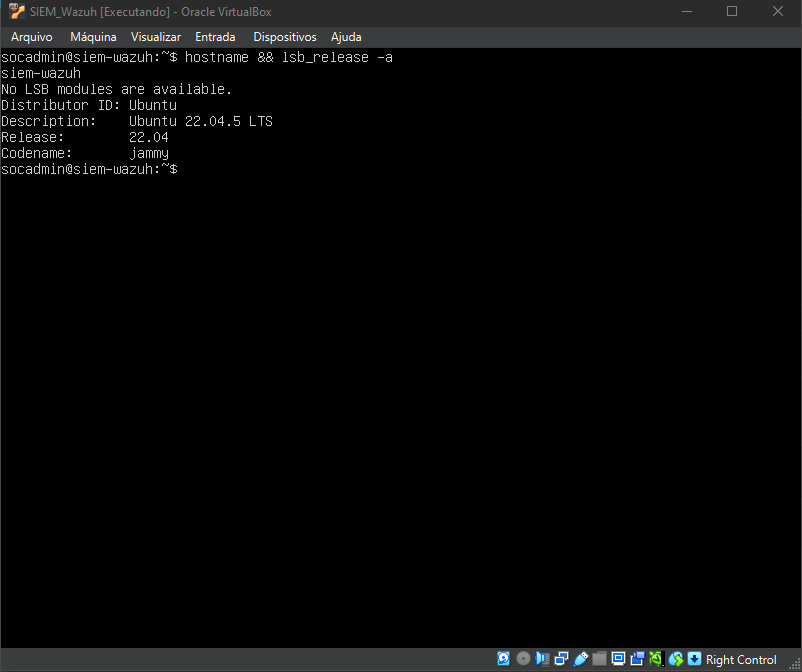 SIEM_Wazuh [Executando] - Oracle VirtualBox
Arquivo Máquina Visualizar Entrada Dispositivos Ajuda
socadmin@siem-wazuh:~$ hostname && lsb_release -a
siem-wazuh
No LSB modules are available.
Distributor ID: Ubuntu
Description:    Ubuntu 22.04.5 LTS
Release:        22.04
Codename:       jammy
socadmin@siem-wazuh:~$
Right Control